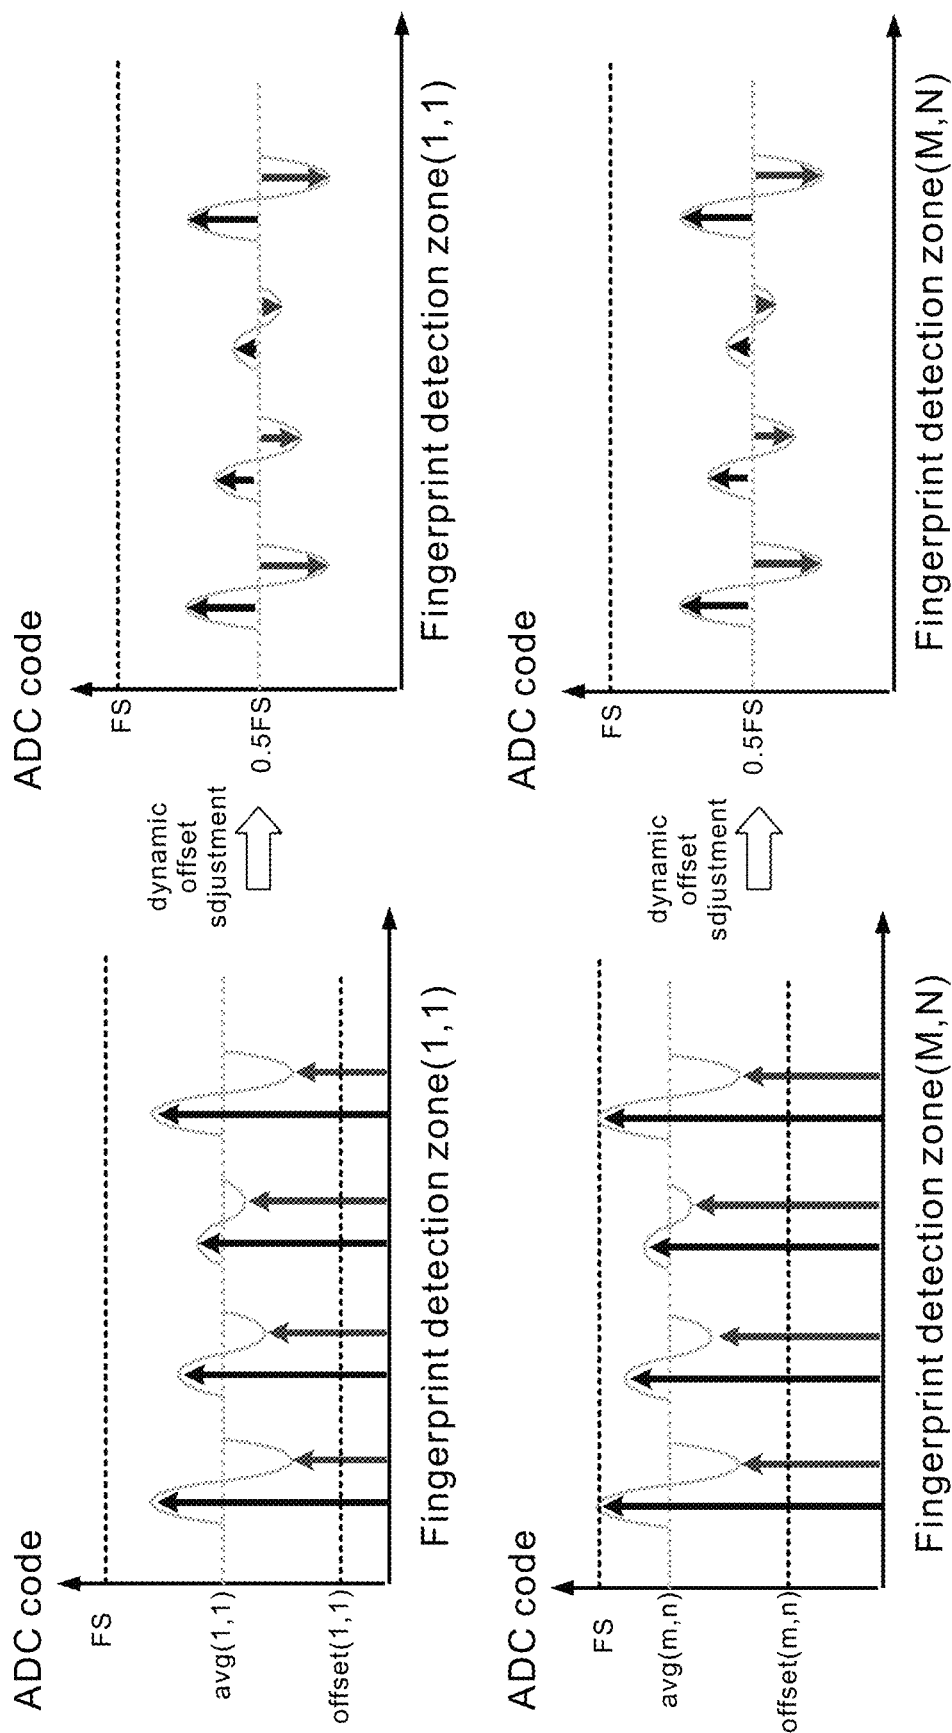 ADC code
FS
avg(1,1)
offset(1,1)
Fingerprint detection zone(1,1)
dynamic
offset
sdjustment
ADC code
FS
0.5FS
Fingerprint detection zone(1,1)
ADC code
FS
avg(m,n)
offset(m,n)
Fingerprint detection zone(M,N)
dynamic
offset
sdjustment
ADC code
FS
0.5FS
Fingerprint detection zone(M,N)